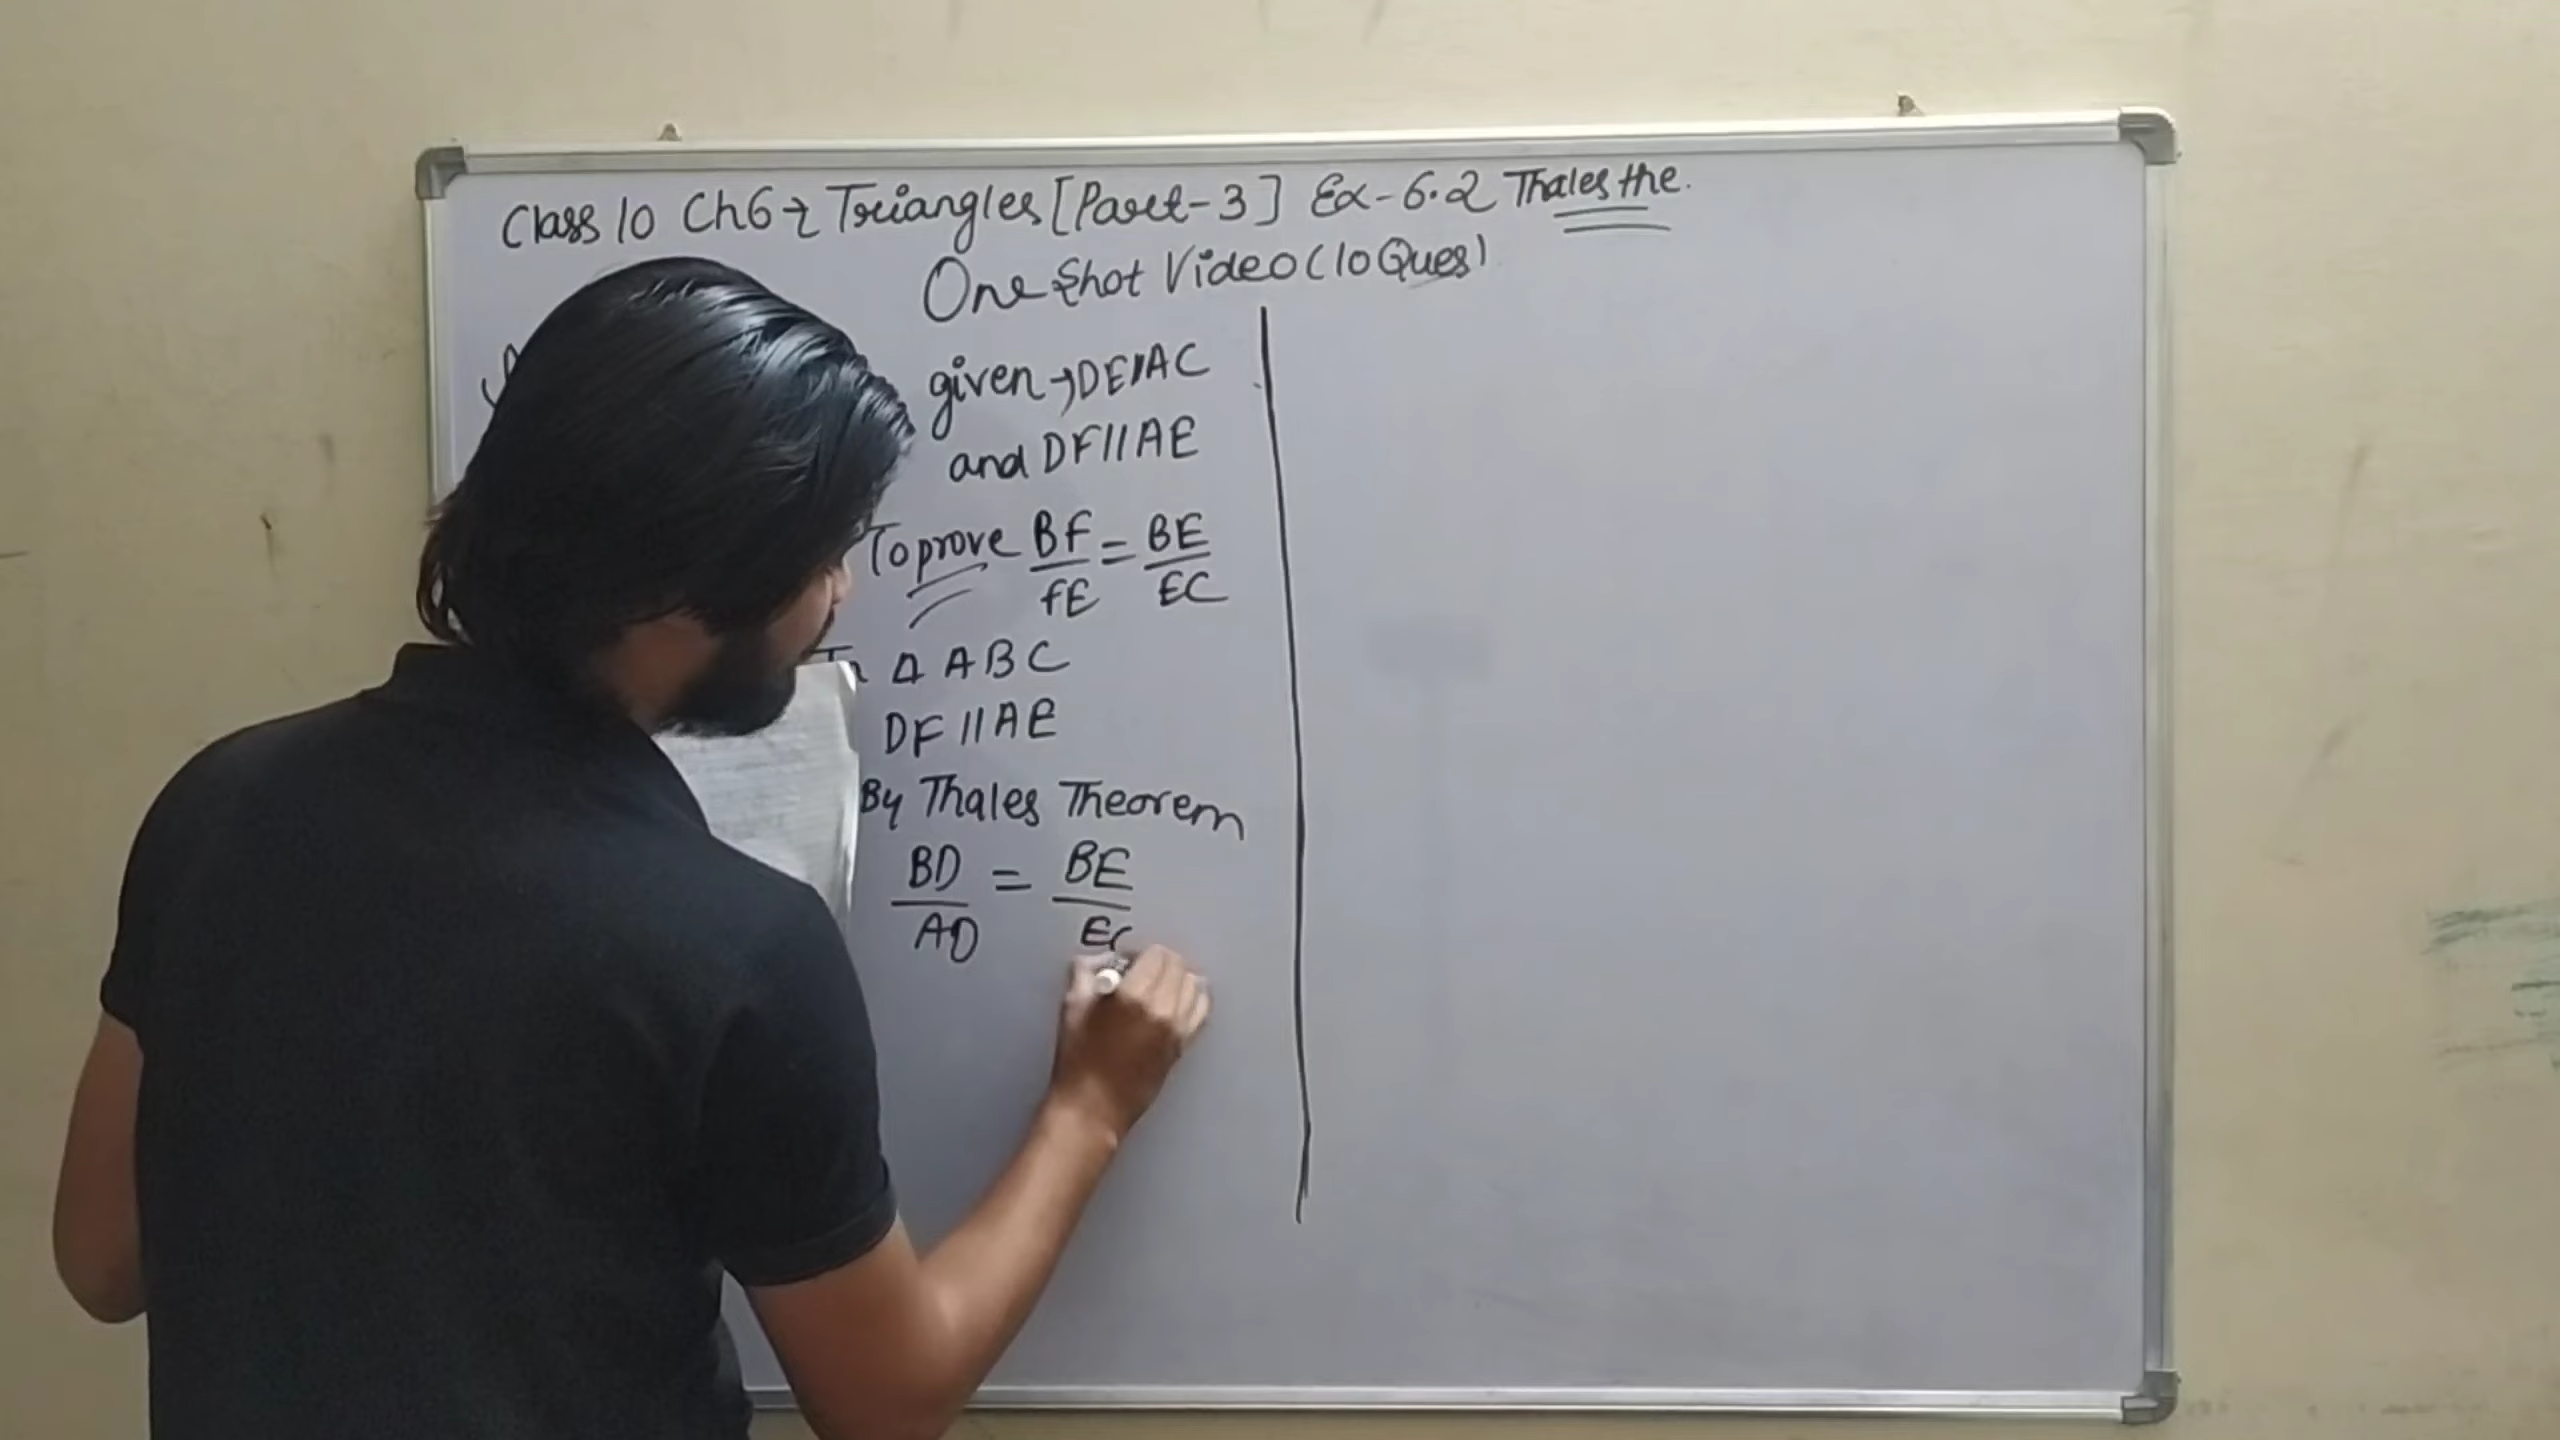 Class 10 Ch6→ Triangles [Part-3] Ex-6.2 Thales the.
One Shot Video (10 Ques)
given → DE//AC
and DF//AE
To prove BF/FE = BE/EC
In Δ ABC
DF // AE
By Thales Theorem
BD/AD = BE/EC